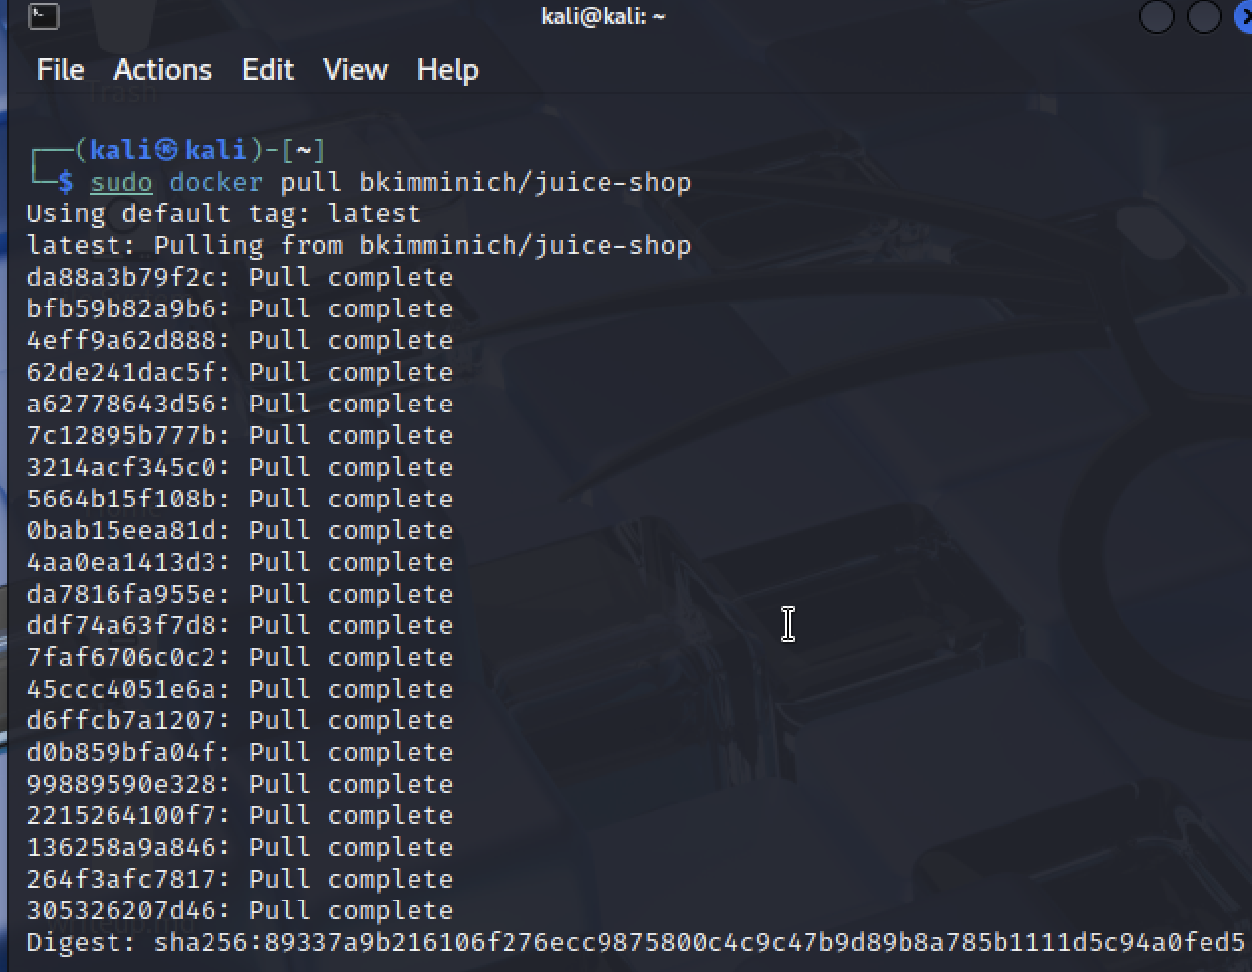 kali@kali: ~
File Actions Edit View Help
Trash
┌──(kali㉿kali)-[~]
└─$ sudo docker pull bkimminich/juice-shop
Using default tag: latest
latest: Pulling from bkimminich/juice-shop
da88a3b79f2c: Pull complete
bfb59b82a9b6: Pull complete
4eff9a62d888: Pull complete
62de241dac5f: Pull complete
a62778643d56: Pull complete
7c12895b777b: Pull complete
3214acf345c0: Pull complete
5664b15f108b: Pull complete
0bab15eea81d: Pull complete
4aa0ea1413d3: Pull complete
da7816fa955e: Pull complete
ddf74a63f7d8: Pull complete
7faf6706c0c2: Pull complete
45ccc4051e6a: Pull complete
d6ffcb7a1207: Pull complete
d0b859bfa04f: Pull complete
99889590e328: Pull complete
2215264100f7: Pull complete
136258a9a846: Pull complete
264f3afc7817: Pull complete
305326207d46: Pull complete
Digest: sha256:89337a9b216106f276ecc9875800c4c9c47b9d89b8a785b1111d5c94a0fed5